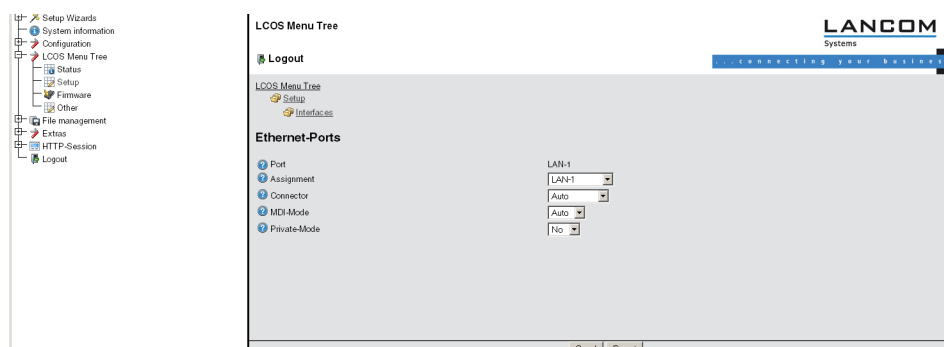 Setup Wizards
System information
Configuration
LCOS Menu Tree
Status
Setup
Firmware
Other
File management
Extras
HTTP-Session
Logout
LCOS Menu Tree
LANCOM
Systems
Logout
...connecting your busines
LCOS Menu Tree
Setup
Interfaces
Ethernet-Ports
Port LAN-1
Assignment LAN-1
Connector Auto
MDI-Mode Auto
Private-Mode No